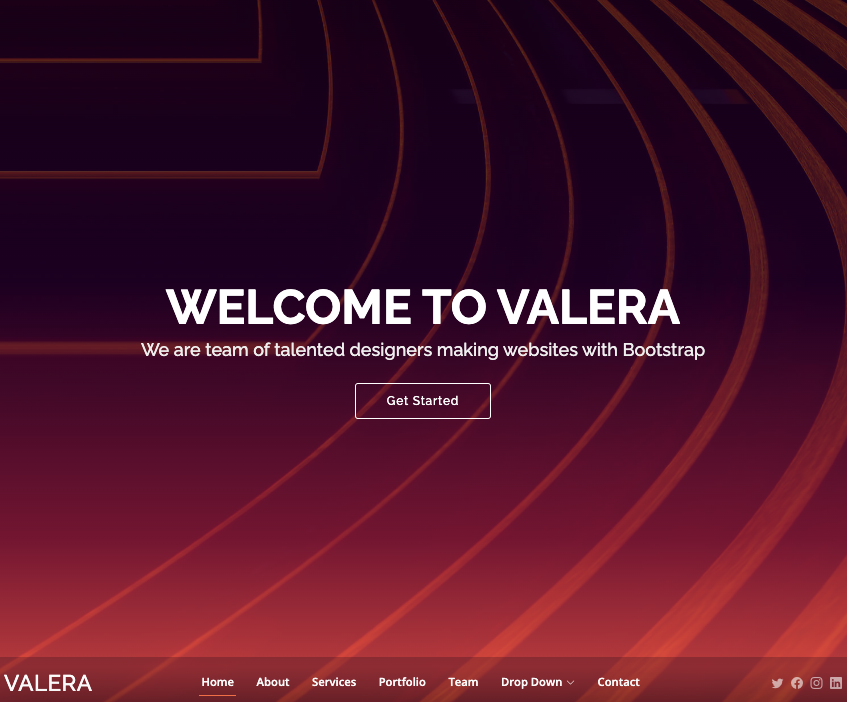 WELCOME TO VALERA
We are team of talented designers making websites with Bootstrap
Get Started
VALERA Home About Services Portfolio Team Drop Down Contact